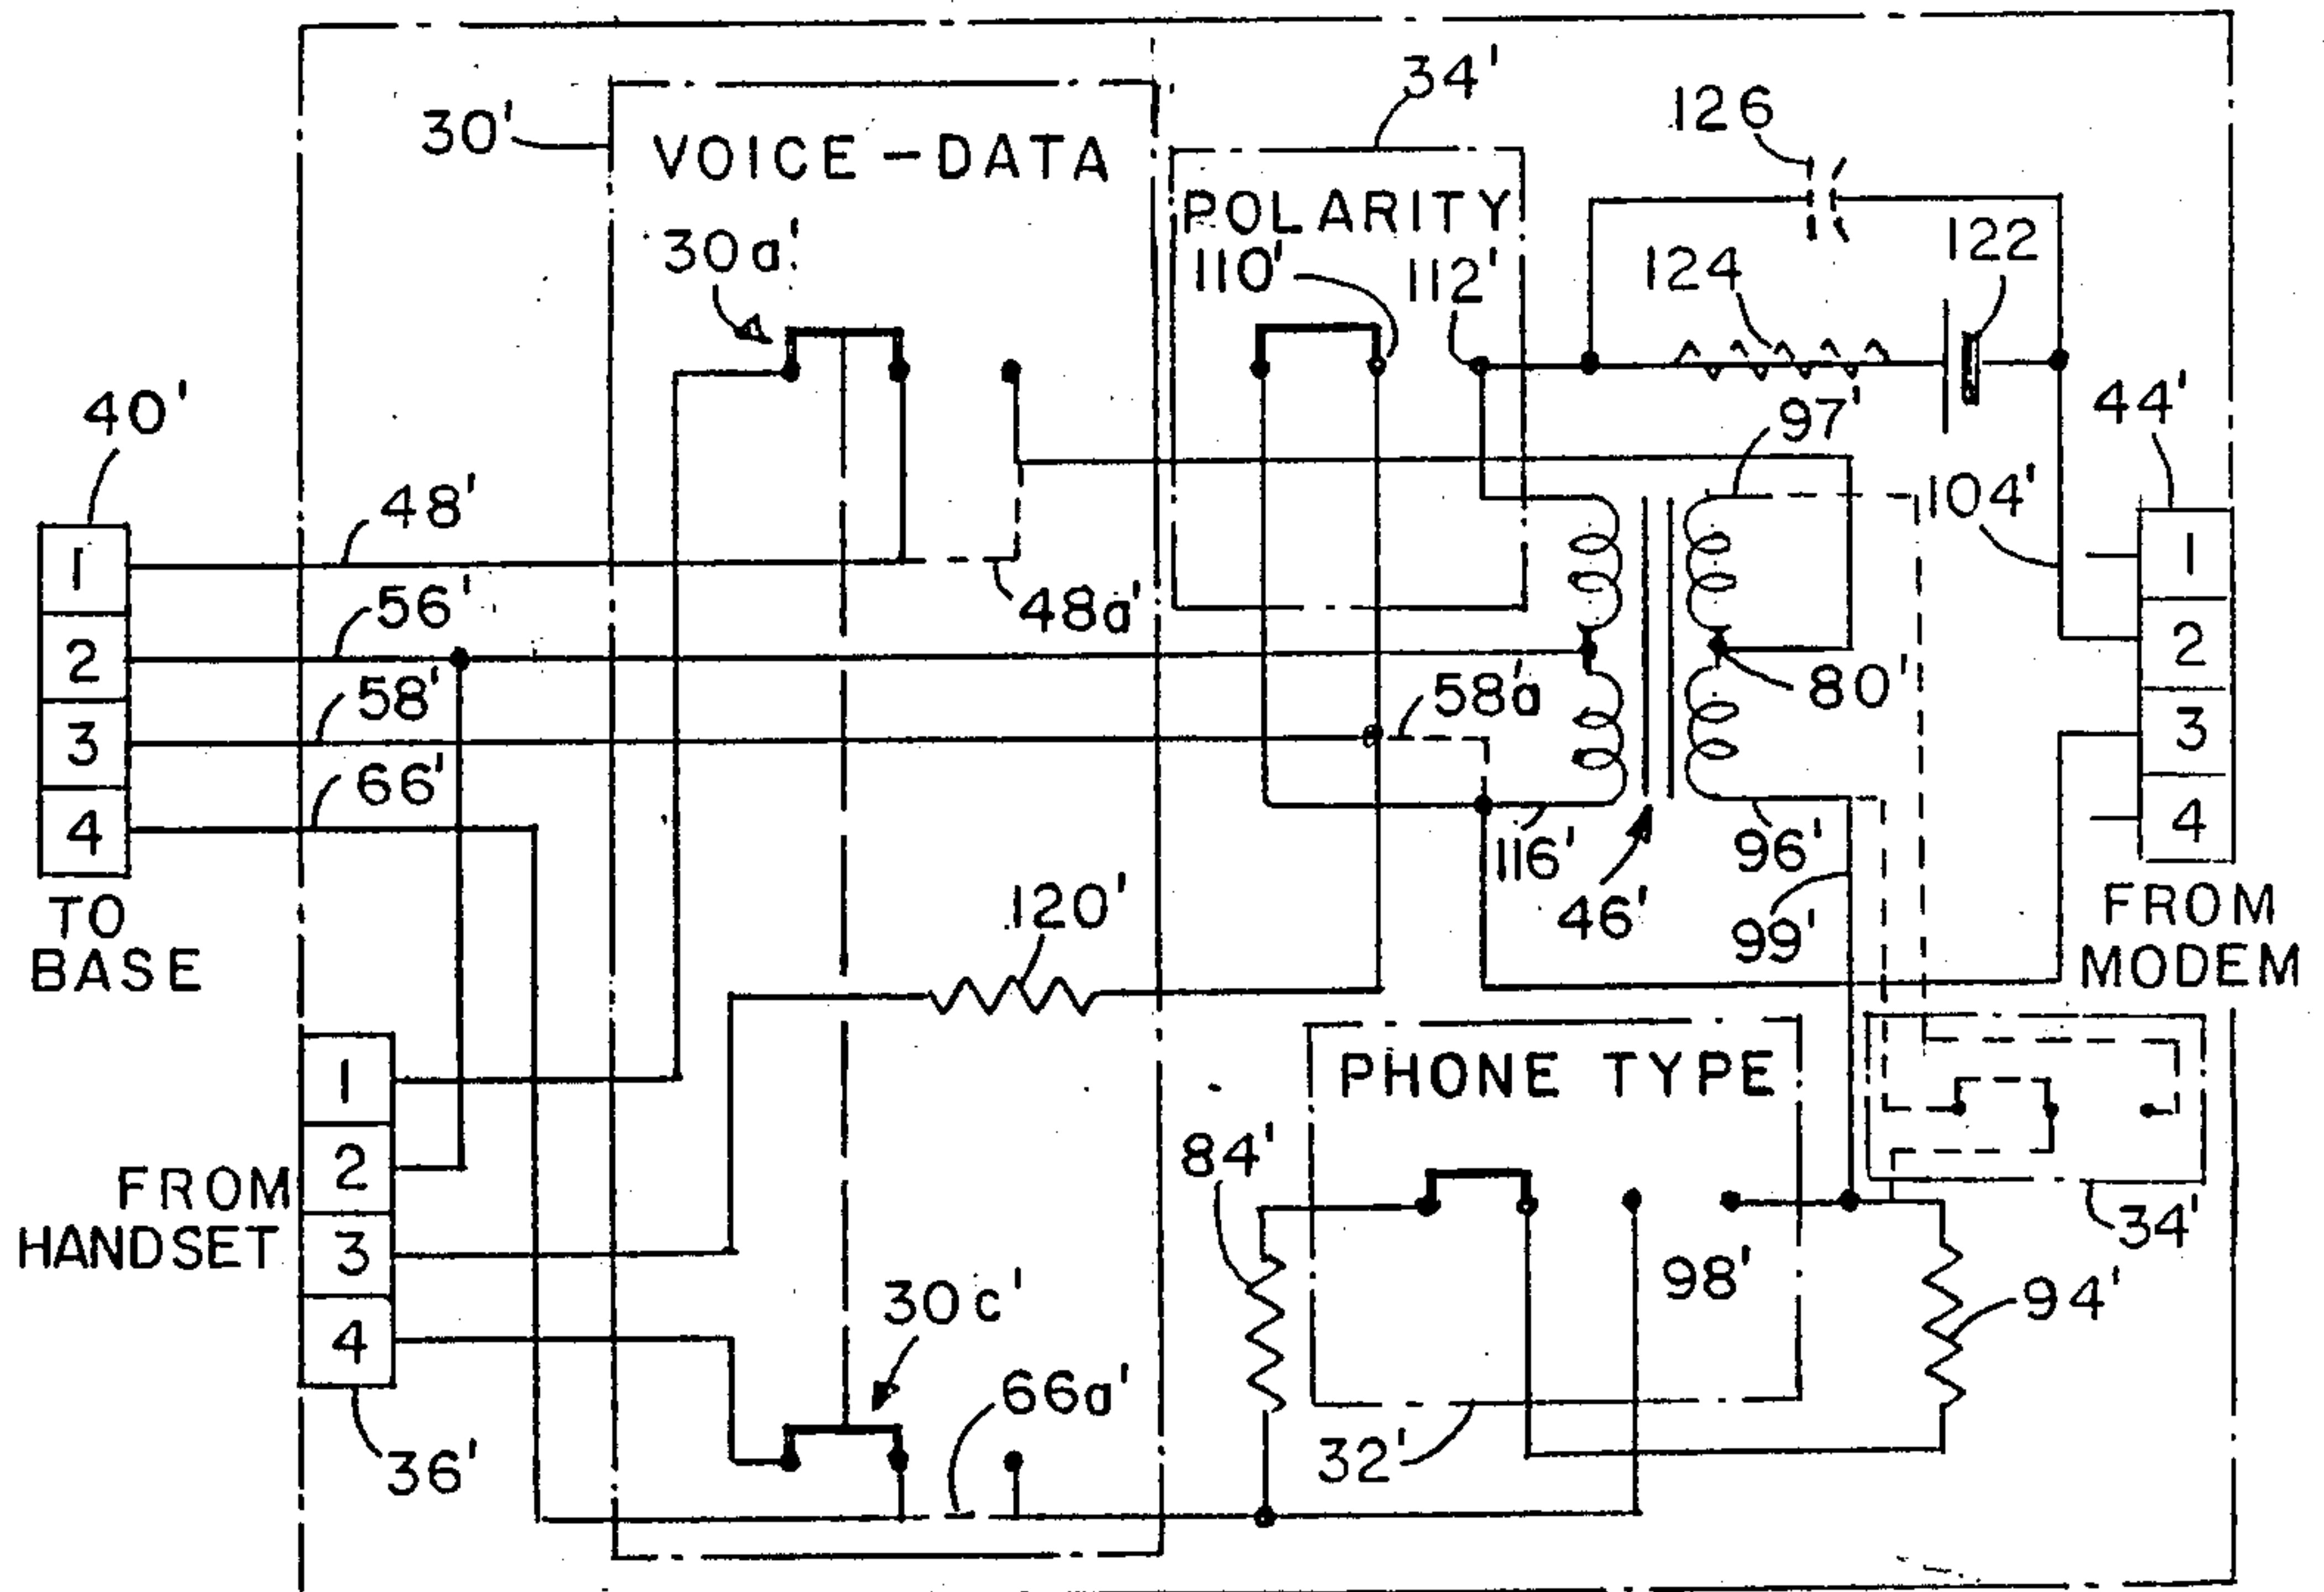 34'
126
30'
VOICE-DATA
POLARITY
30a'
110'
112'
124
122
97'
44'
40'
48'
104'
1
2
3
4
56'
48a'
58'
58'a
80'
66'
1
2
3
4
TO
BASE
116'
46'
96'
99'
FROM
MODEM
120'
PHONE TYPE
1
2
3
4
FROM
HANDSET
84'
98'
34'
94'
30c'
66a'
32'
36'